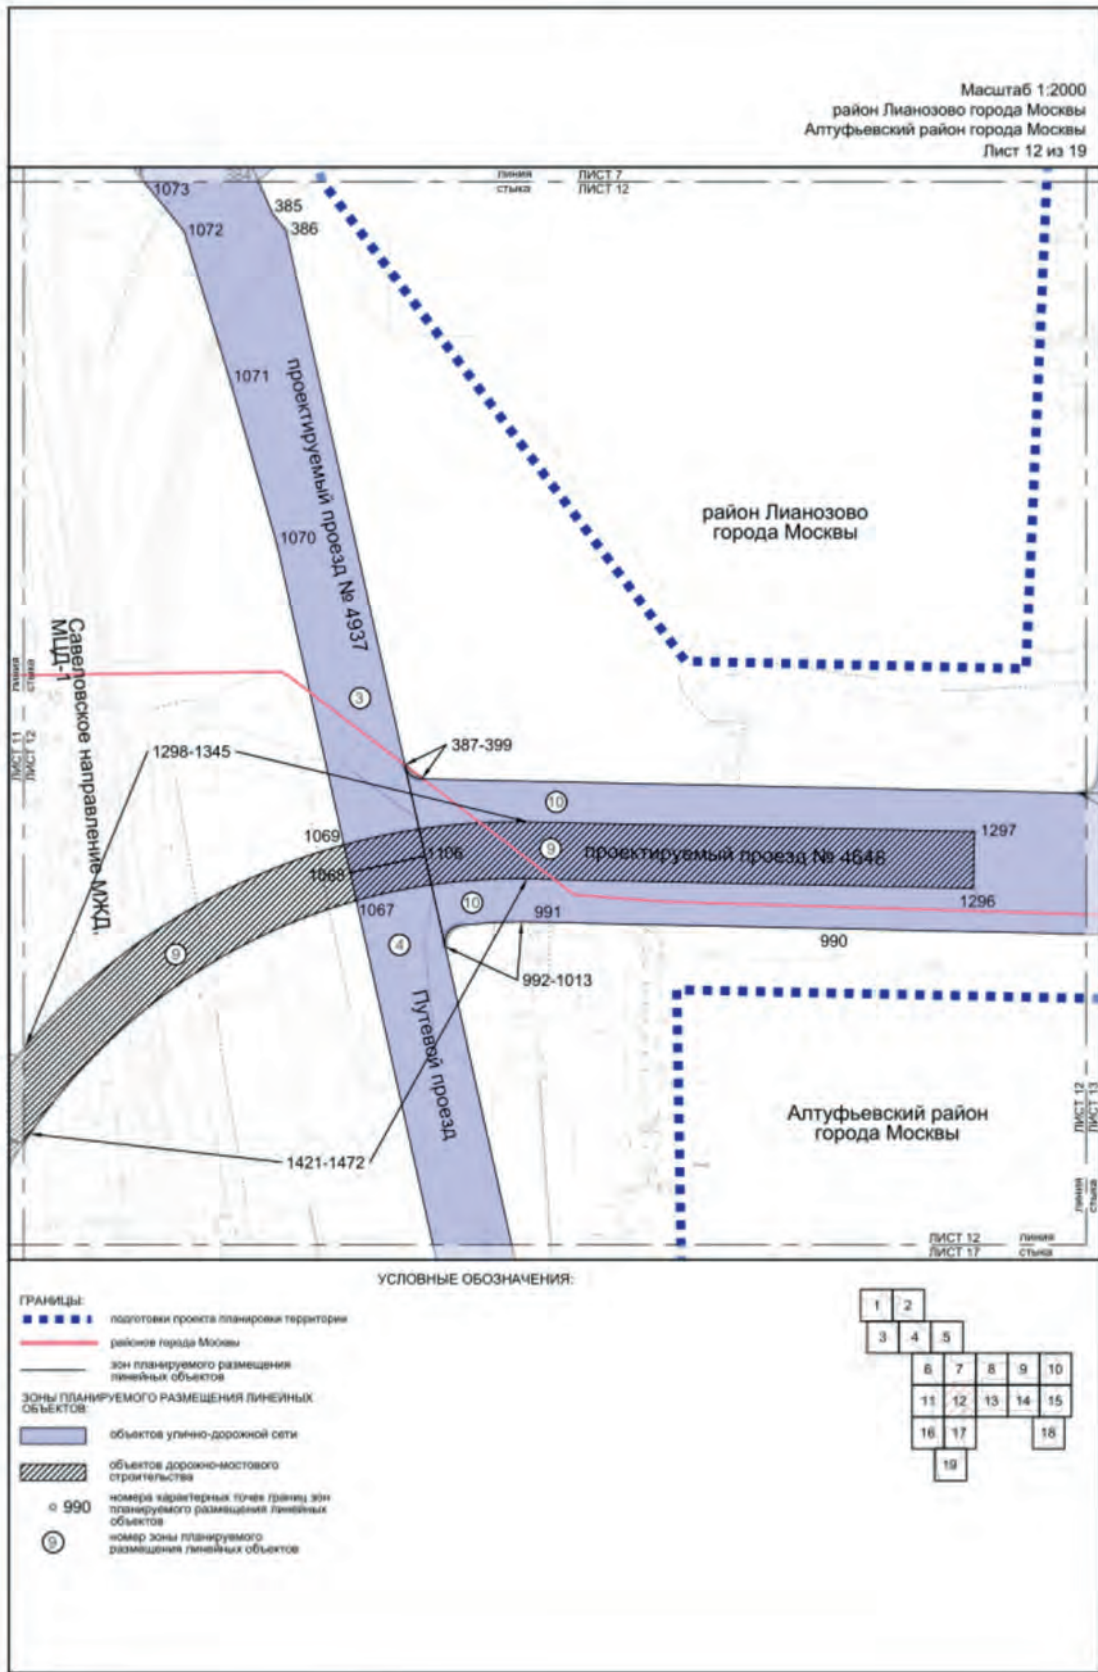 Масштаб 1:2000
район Лианозово города Москвы
Алтуфьевский район города Москвы
Лист 12 из 19
линия ЛИСТ 7
стыка ЛИСТ 12
384
1073
385
1072
386
1071
проектируемый проезд № 4937
1070
район Лианозово
города Москвы
Савеловское направление МЖД,
МЦД-1
линия
стыка
ЛИСТ 11
ЛИСТ 12
3
387-399
1298-1345
10
1069
1297
1106
9
проектируемый проезд № 4648
1068
1067
10
991
1296
4
990
9
992-1013
Путевой проезд
Алтуфьевский район
города Москвы
ЛИСТ 12
ЛИСТ 13
линия
стыка
1421-1472
ЛИСТ 12 линия
ЛИСТ 17 стыка
УСЛОВНЫЕ ОБОЗНАЧЕНИЯ:
ГРАНИЦЫ:
подготовки проекта планировки территории
районов города Москвы
зон планируемого размещения
линейных объектов
ЗОНЫ ПЛАНИРУЕМОГО РАЗМЕЩЕНИЯ ЛИНЕЙНЫХ
ОБЪЕКТОВ:
объектов улично-дорожной сети
объектов дорожно-мостового
строительства
990 номера характерных точек границ зон
планируемого размещения линейных
объектов
9 номер зоны планируемого
размещения линейных объектов
1 2
3 4 5
6 7 8 9 10
11 12 13 14 15
16 17 18
19